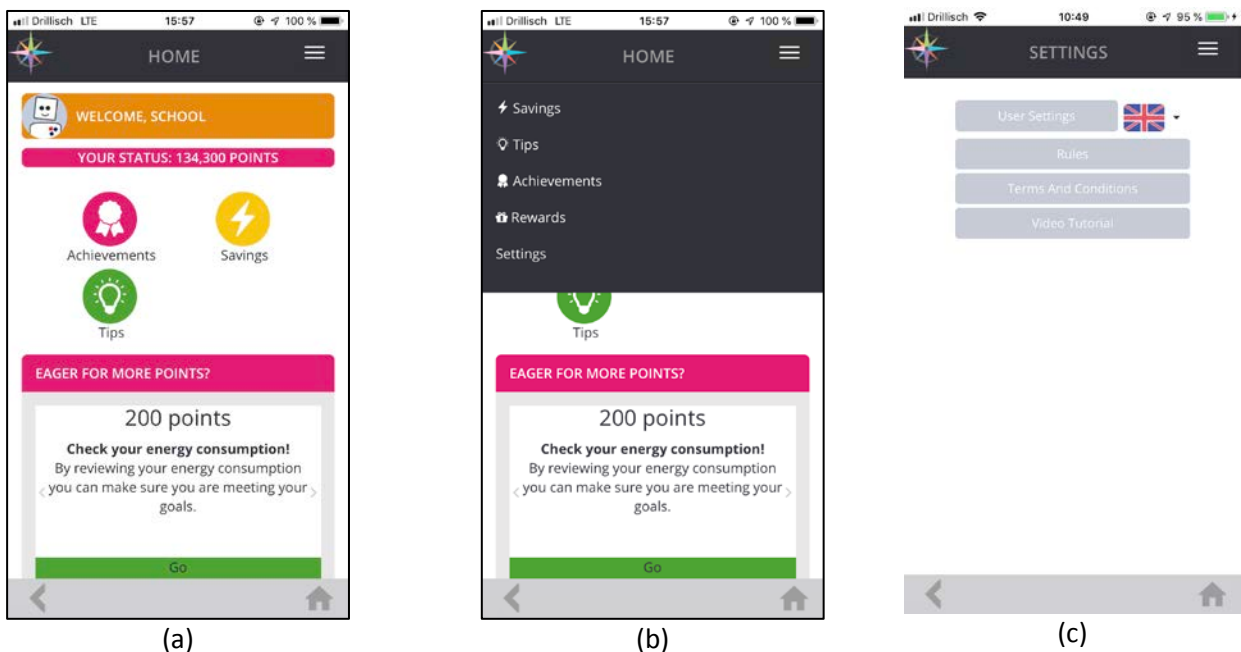 Drillisch LTE 15:57 100 %
HOME
WELCOME, SCHOOL
YOUR STATUS: 134,300 POINTS
Achievements Savings
Tips
EAGER FOR MORE POINTS?
200 points
Check your energy consumption!
By reviewing your energy consumption
you can make sure you are meeting your
goals.
Go
(a)
Drillisch LTE 15:57 100 %
HOME
Savings
Tips
Achievements
Rewards
Settings
Tips
EAGER FOR MORE POINTS?
200 points
Check your energy consumption!
By reviewing your energy consumption
you can make sure you are meeting your
goals.
Go
(b)
Drillisch 10:49 95 %
SETTINGS
User Settings
Rules
Terms And Conditions
Video Tutorial
(c)